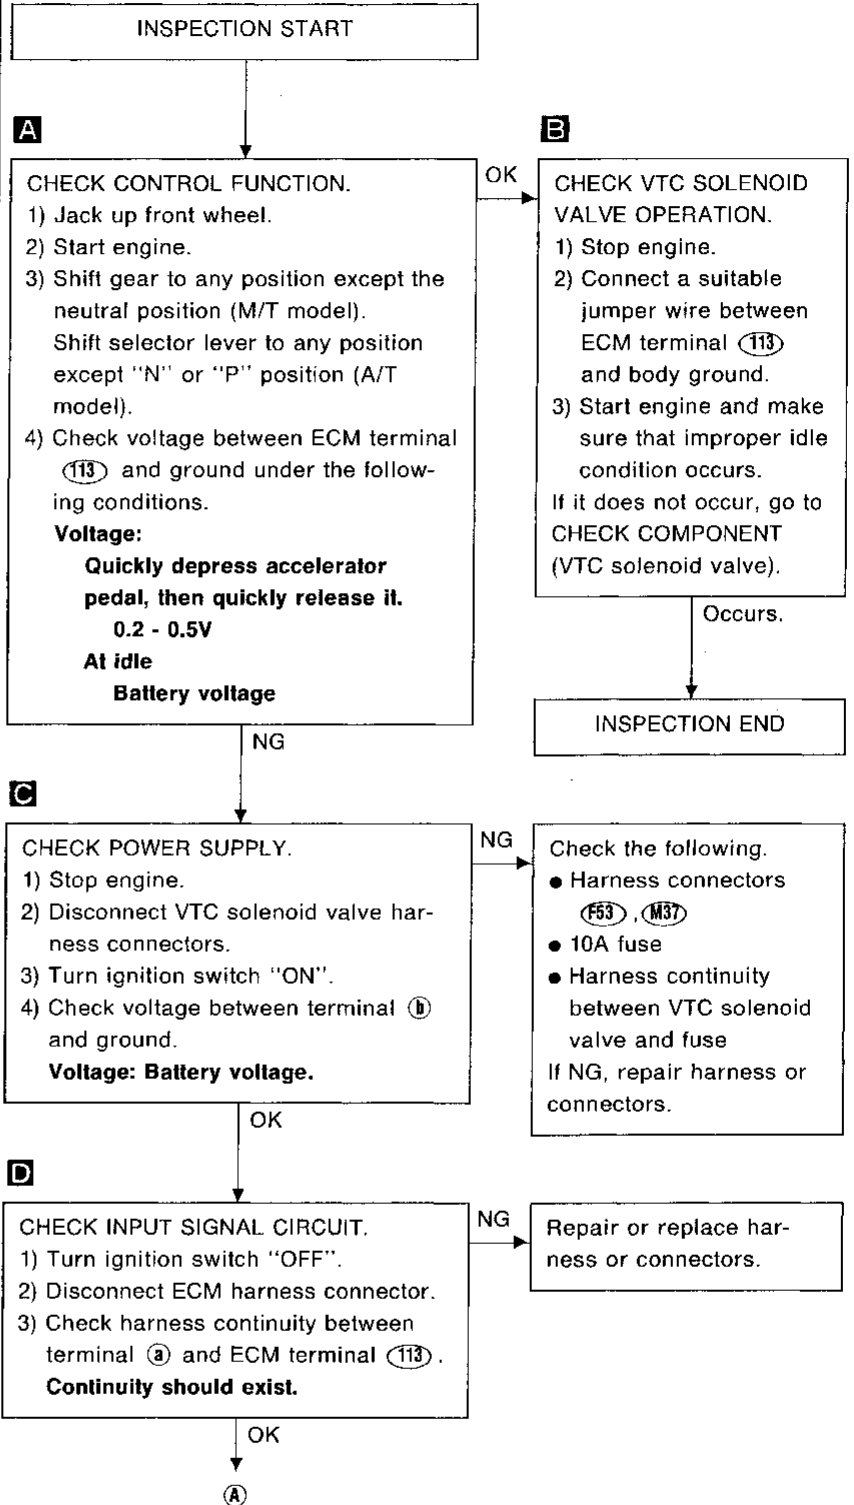 INSPECTION START
A
CHECK CONTROL FUNCTION.
1) Jack up front wheel.
2) Start engine.
3) Shift gear to any position except the
neutral position (M/T model).
Shift selector lever to any position
except "N" or "P" position (A/T
model).
4) Check voltage between ECM terminal
113 and ground under the follow-
ing conditions.
Voltage:
Quickly depress accelerator
pedal, then quickly release it.
0.2 - 0.5V
At idle
Battery voltage
OK
B
CHECK VTC SOLENOID
VALVE OPERATION.
1) Stop engine.
2) Connect a suitable
jumper wire between
ECM terminal 113
and body ground.
3) Start engine and make
sure that improper idle
condition occurs.
If it does not occur, go to
CHECK COMPONENT
(VTC solenoid valve).
Occurs.
INSPECTION END
NG
C
CHECK POWER SUPPLY.
1) Stop engine.
2) Disconnect VTC solenoid valve har-
ness connectors.
3) Turn ignition switch "ON".
4) Check voltage between terminal b
and ground.
Voltage: Battery voltage.
NG
Check the following.
● Harness connectors
F53 , M37
● 10A fuse
● Harness continuity
between VTC solenoid
valve and fuse
If NG, repair harness or
connectors.
OK
D
CHECK INPUT SIGNAL CIRCUIT.
1) Turn ignition switch "OFF".
2) Disconnect ECM harness connector.
3) Check harness continuity between
terminal a and ECM terminal 113 .
Continuity should exist.
NG
Repair or replace har-
ness or connectors.
OK
A